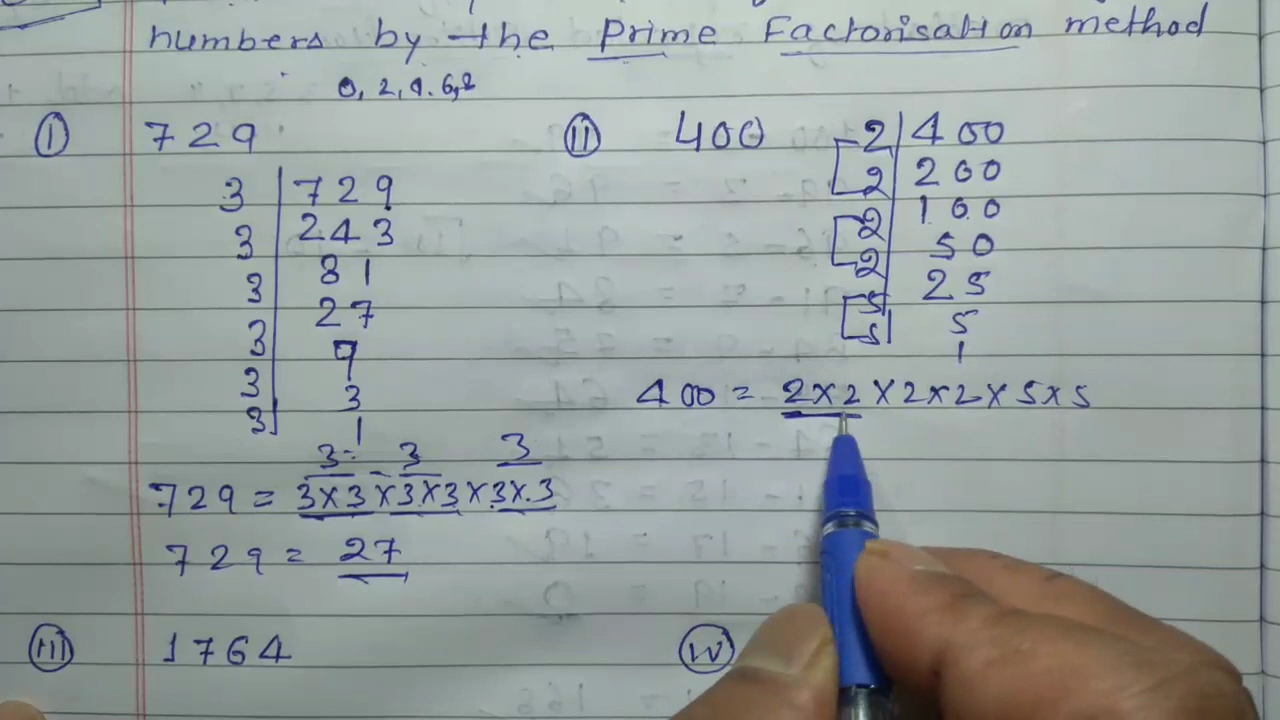 numbers by the Prime Factorisation method
0, 2, 4. 6, 8
I 729
3 | 729
3 | 243
3 | 81
3 | 27
3 | 9
3 | 3
1
3 3 3
729 = 3×3×3×3×3×3
729 = 27
II 400
2 | 400
2 | 200
2 | 100
2 | 50
5 | 25
5 | 5
1
400 = 2×2×2×2×5×5
III 1764
IV